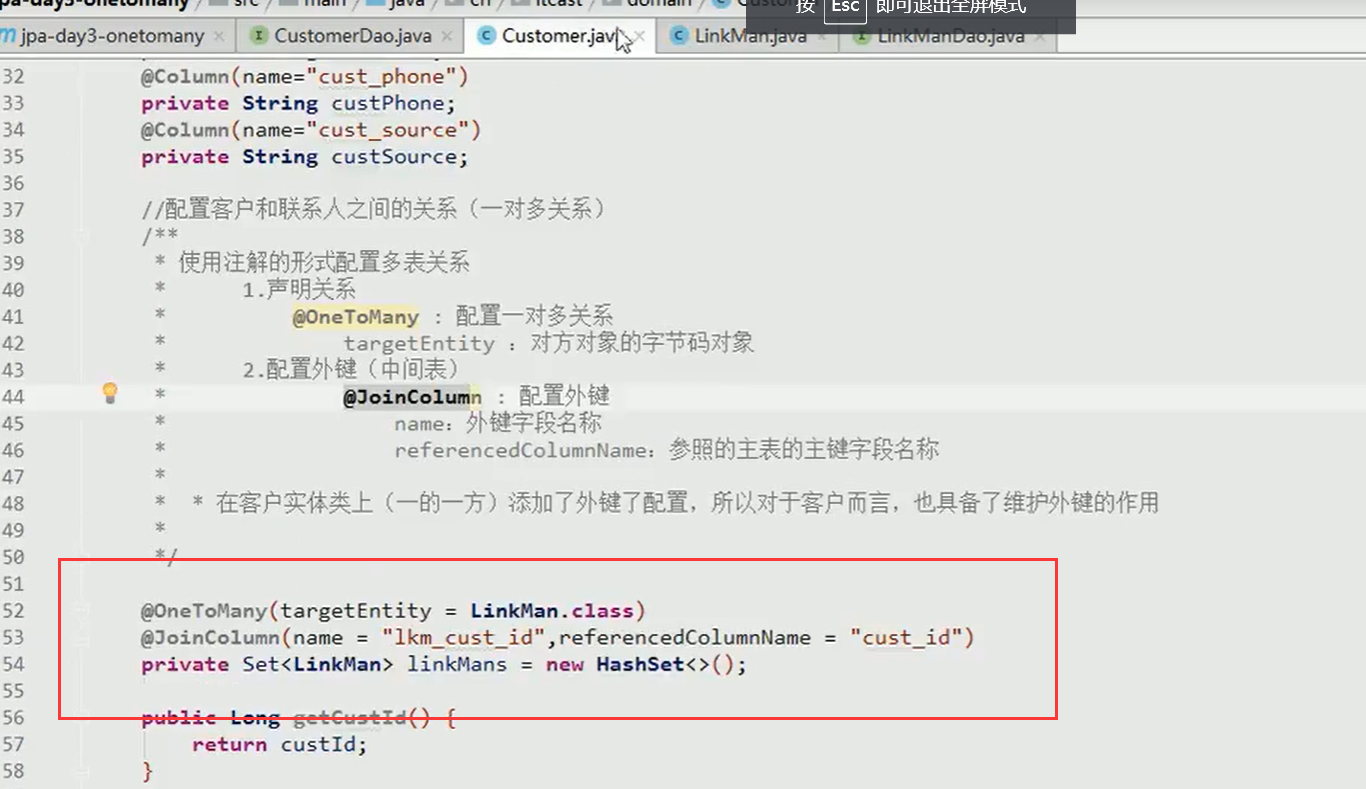 按 Esc 即可退出全屏模式
jpa-day3-onetomany CustomerDao.java Customer.java LinkMan.java LinkManDao.java
32 @Column(name="cust_phone")
33 private String custPhone;
34 @Column(name="cust_source")
35 private String custSource;
36
37 //配置客户和联系人之间的关系（一对多关系）
38 /**
39 * 使用注解的形式配置多表关系
40 * 1.声明关系
41 * @OneToMany : 配置一对多关系
42 * targetEntity ：对方对象的字节码对象
43 * 2.配置外键（中间表）
44 * @JoinColumn : 配置外键
45 * name：外键字段名称
46 * referencedColumnName：参照的主表的主键字段名称
47 *
48 * * 在客户实体类上（一的一方）添加了外键了配置，所以对于客户而言，也具备了维护外键的作用
49 *
50 */
51
52 @OneToMany(targetEntity = LinkMan.class)
53 @JoinColumn(name = "lkm_cust_id",referencedColumnName = "cust_id")
54 private Set<LinkMan> linkMans = new HashSet<>();
55
56 public Long getCustId() {
57 return custId;
58 }